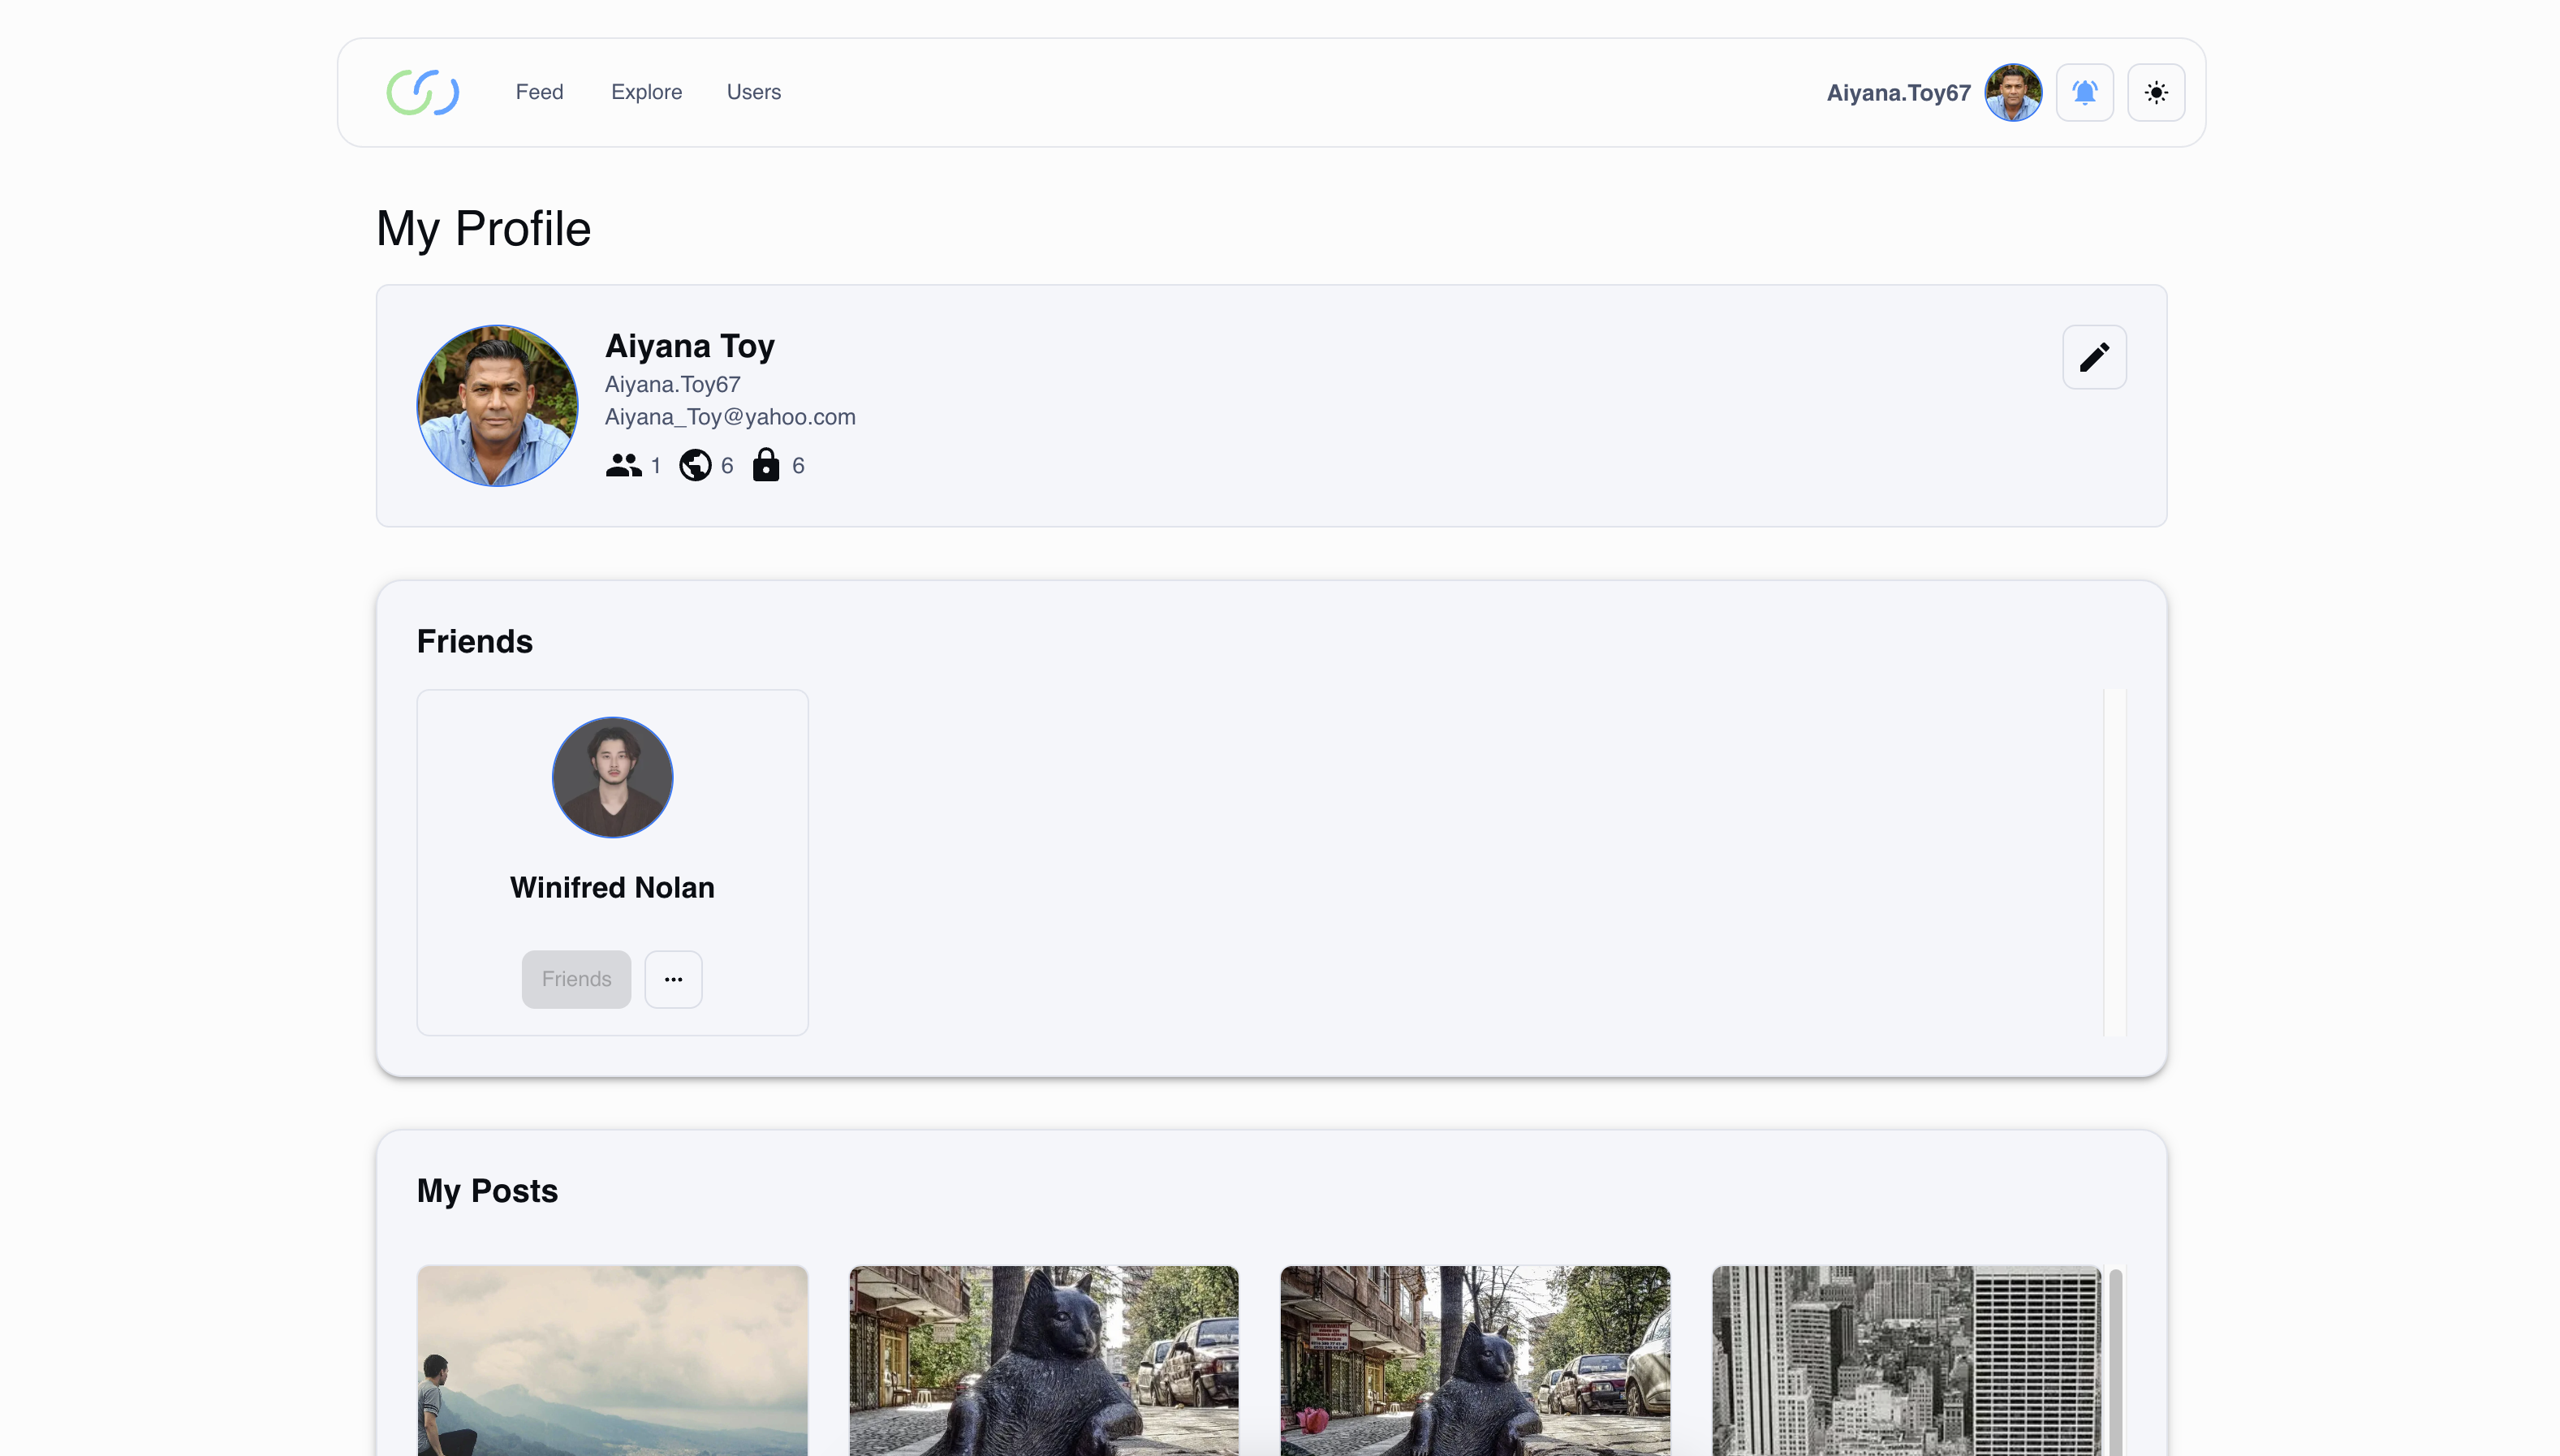 Feed Explore Users Aiyana.Toy67
My Profile
Aiyana Toy
Aiyana.Toy67
Aiyana_Toy@yahoo.com
1 6 6
Friends
Winifred Nolan
Friends
My Posts